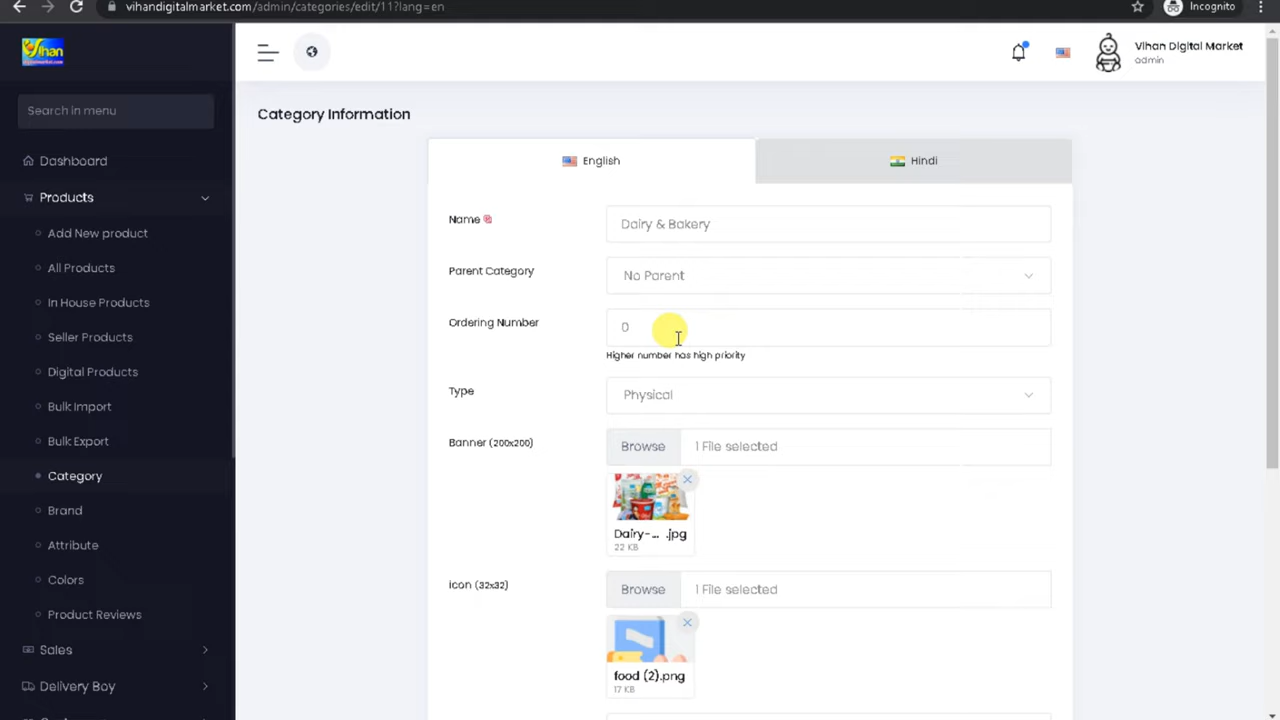 vihandigitalmarket.com/admin/categories/edit/11?lang=en
Incognito
Vihan
Search in menu
Dashboard
Products
Add New product
All Products
In House Products
Seller Products
Digital Products
Bulk Import
Bulk Export
Category
Brand
Attribute
Colors
Product Reviews
Sales
Delivery Boy
Vihan Digital Market
admin
Category Information
English
Hindi
Name
Dairy & Bakery
Parent Category
No Parent
Ordering Number
0
Higher number has high priority
Type
Physical
Banner (200x200)
Browse
1 File selected
Dairy-... .jpg
22 KB
icon (32x32)
Browse
1 File selected
food (2).png
17 KB